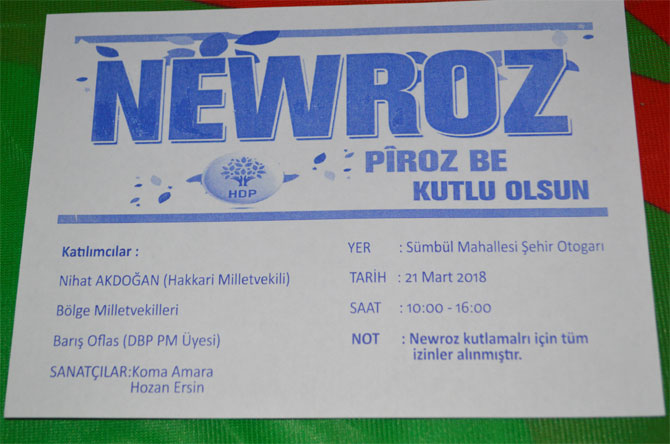 NEWROZ
PÎROZ BE
KUTLU OLSUN
HDP
Katılımcılar :
Nihat AKDOĞAN (Hakkari Milletvekili)
Bölge Milletvekilleri
Barış Oflas (DBP PM Üyesi)
SANATÇILAR:Koma Amara
Hozan Ersin
YER : Sümbül Mahallesi Şehir Otogarı
TARİH : 21 Mart 2018
SAAT : 10:00 - 16:00
NOT : Newroz kutlamalrı için tüm
izinler alınmıştır.